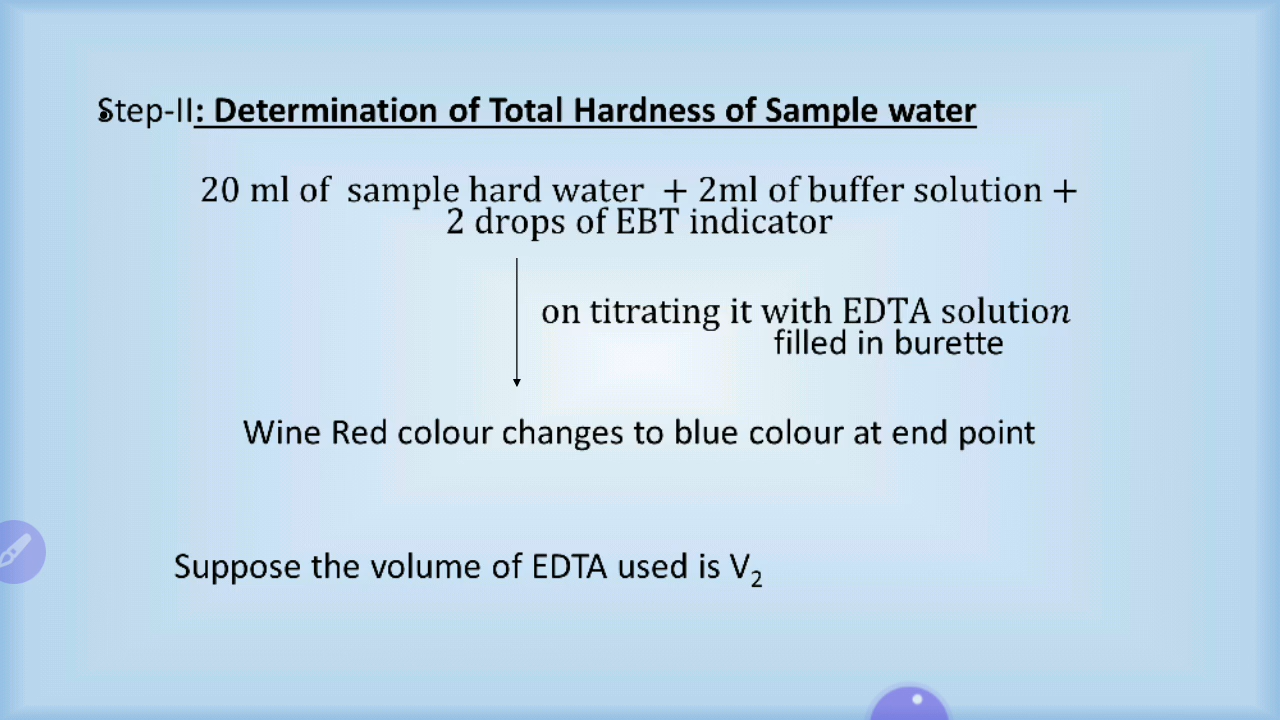 Step-II: Determination of Total Hardness of Sample water
20 ml of sample hard water + 2ml of buffer solution +
2 drops of EBT indicator
on titrating it with EDTA solution
filled in burette
Wine Red colour changes to blue colour at end point
Suppose the volume of EDTA used is V₂